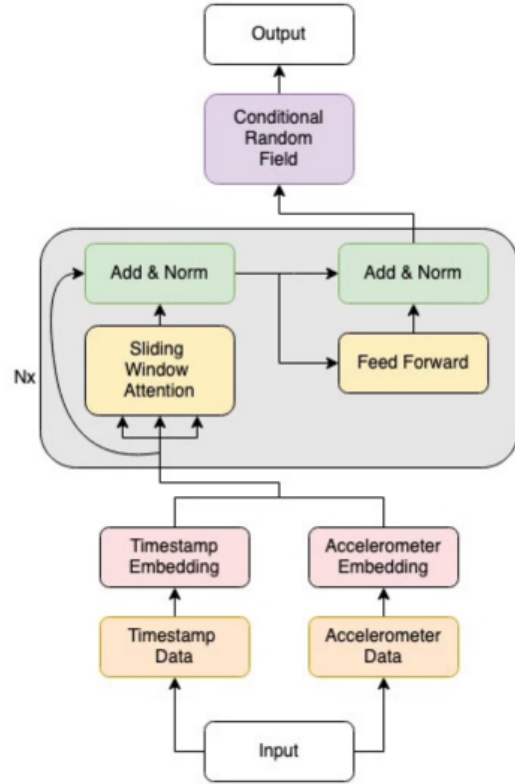 Output
Conditional
Random
Field
Add & Norm
Add & Norm
Sliding
Window
Attention
Feed Forward
Nx
Timestamp
Embedding
Accelerometer
Embedding
Timestamp
Data
Accelerometer
Data
Input